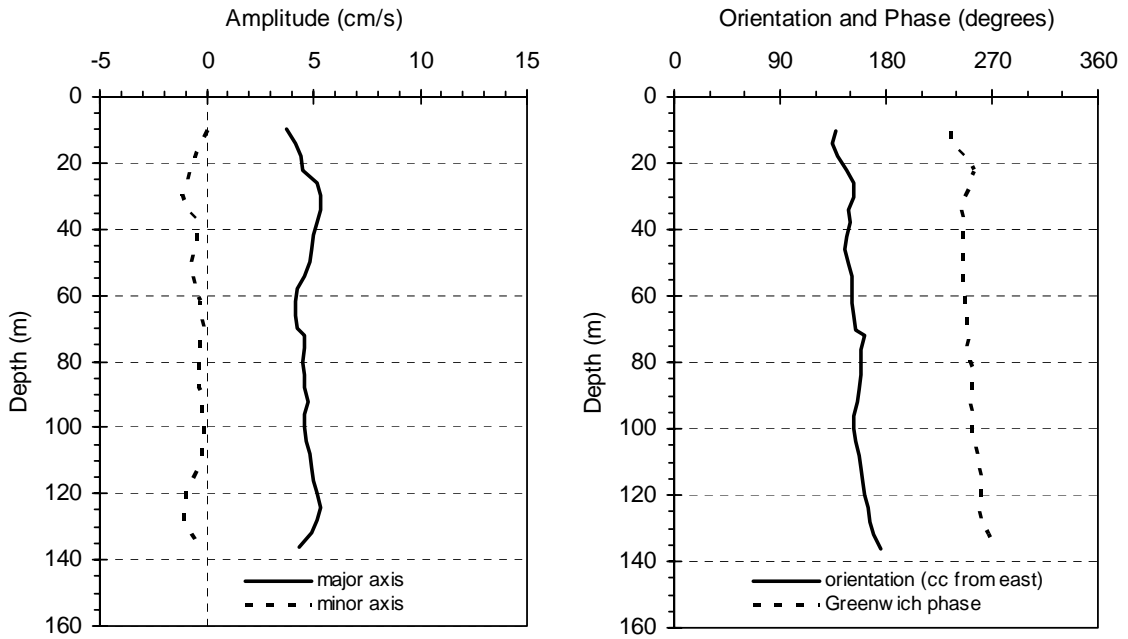 Amplitude (cm/s)
-5 0 5 10 15
0
20
40
60
80
100
120
140
160
Depth (m)
major axis
minor axis
Orientation and Phase (degrees)
0 90 180 270 360
0
20
40
60
80
100
120
140
160
Depth (m)
orientation (cc from east)
Greenwich phase